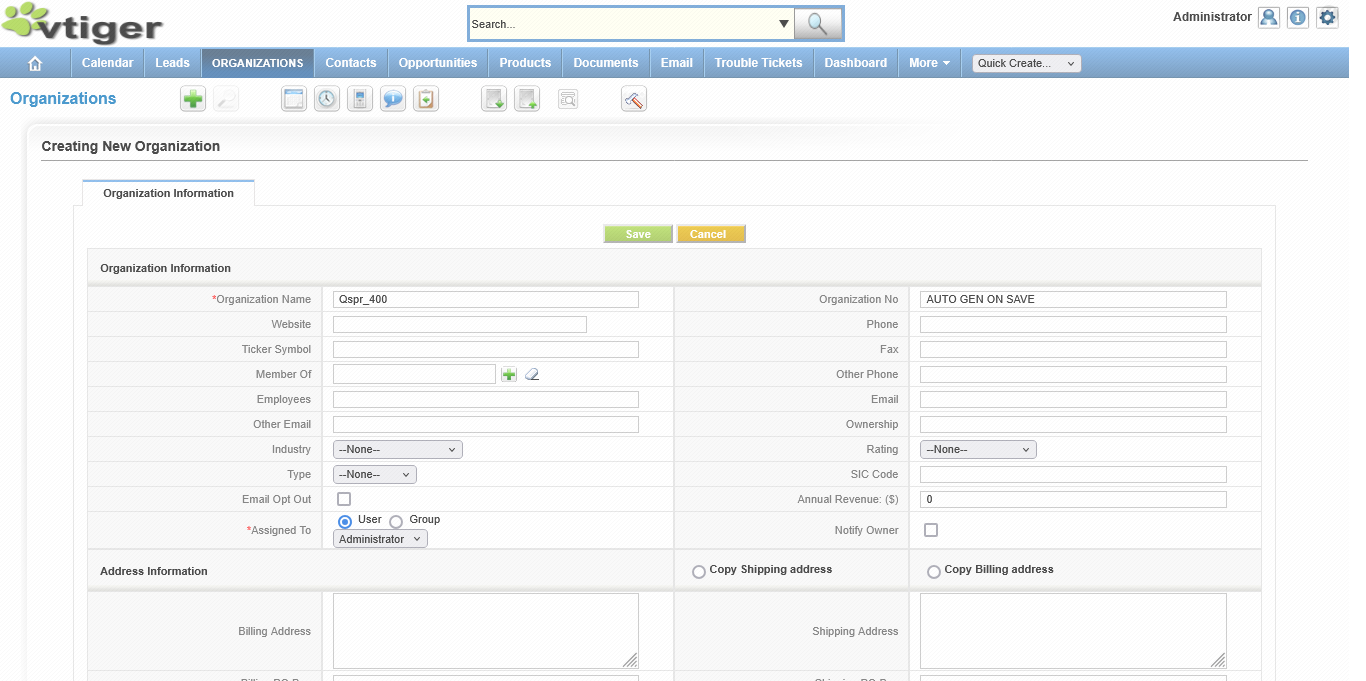 vtiger
Search...
Administrator
Calendar Leads ORGANIZATIONS Contacts Opportunities Products Documents Email Trouble Tickets Dashboard More Quick Create...
Organizations
Creating New Organization
Organization Information
Save Cancel
Organization Information
*Organization Name Qspr_400 Organization No AUTO GEN ON SAVE
Website Phone
Ticker Symbol Fax
Member Of Other Phone
Employees Email
Other Email Ownership
Industry --None-- Rating --None--
Type --None-- SIC Code
Email Opt Out Annual Revenue: ($) 0
*Assigned To User Group Administrator Notify Owner
Address Information Copy Shipping address Copy Billing address
Billing Address Shipping Address